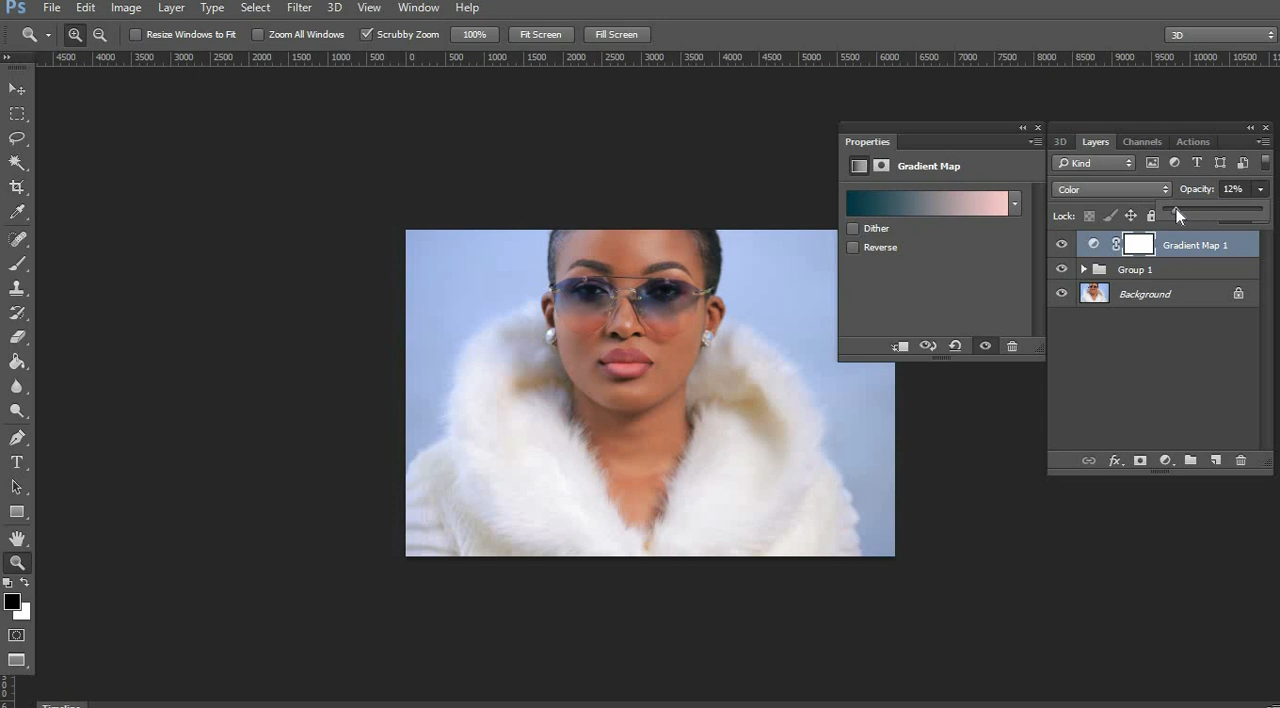 Ps File Edit Image Layer Type Select Filter 3D View Window Help
Resize Windows to Fit Zoom All Windows Scrubby Zoom 100% Fit Screen Fill Screen 3D
4500 4000 3500 3000 2500 2000 1500 1000 500 0 500 1000 1500 2000 2500 3000 3500 4000 4500 5000 5500 6000 6500 7000 7500 8000 8500 9000 9500 10000 10500
Properties
Gradient Map
Dither
Reverse
3D Layers Channels Actions
Kind
Color Opacity: 12%
Lock:
Gradient Map 1
Group 1
Background
Timeline